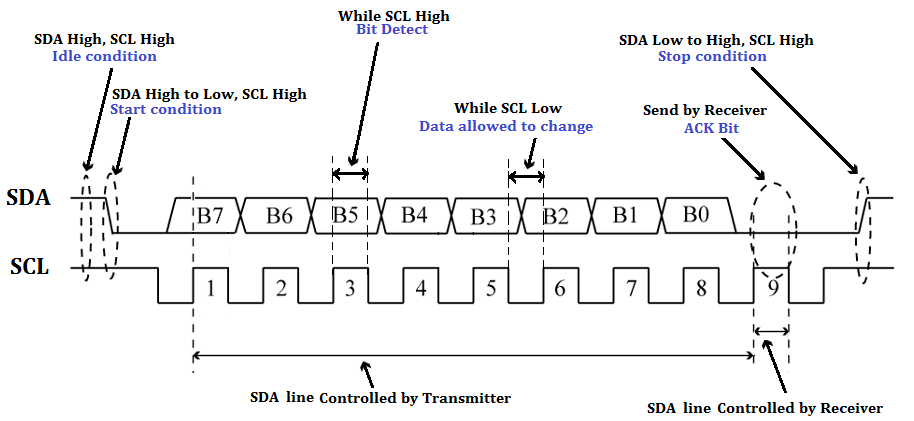 While SCL High
Bit Detect
SDA High, SCL High
Idle condition
SDA Low to High, SCL High
Stop condition
SDA High to Low, SCL High
Start condition
While SCL Low
Data allowed to change
Send by Receiver
ACK Bit
SDA
B7 B6 B5 B4 B3 B2 B1 B0
SCL
1 2 3 4 5 6 7 8 9
SDA line Controlled by Transmitter
SDA line Controlled by Receiver